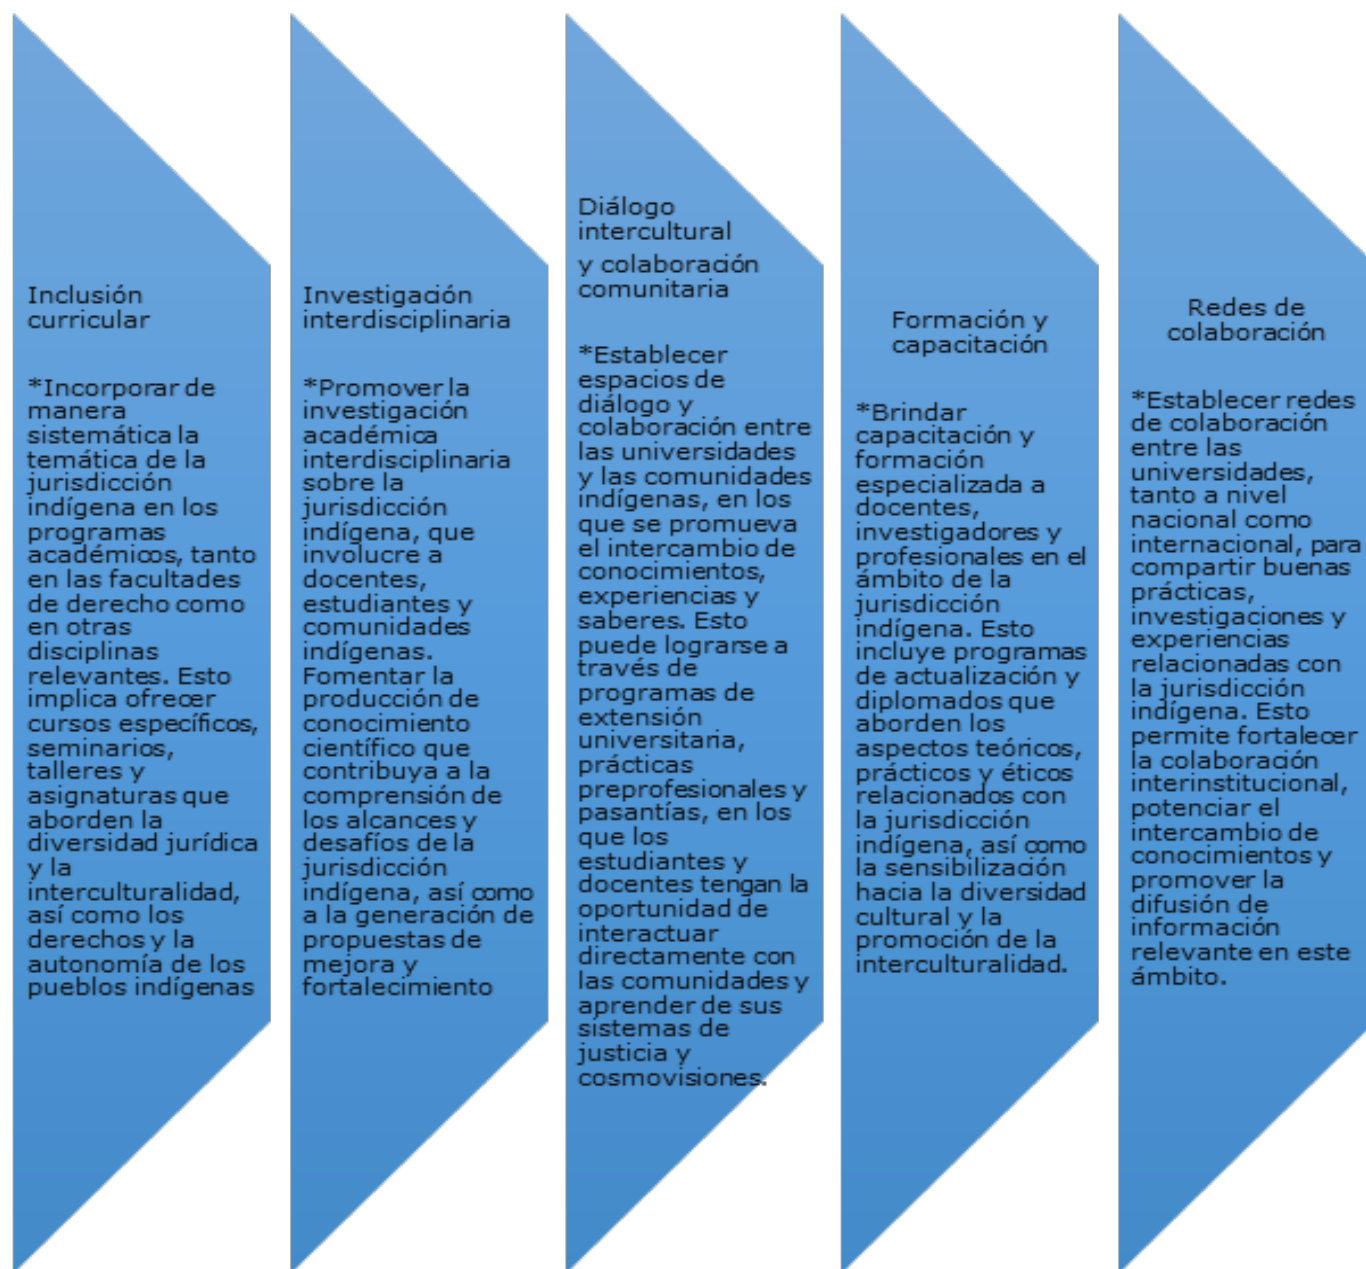 Inclusión
curricular
*Incorporar de
manera
sistemática la
temática de la
jurisdicción
indígena en los
programas
académicos, tanto
en las facultades
de derecho como
en otras
disciplinas
relevantes. Esto
implica ofrecer
cursos específicos,
seminarios,
talleres y
asignaturas que
aborden la
diversidad jurídica
y la
interculturalidad,
así como los
derechos y la
autonomía de los
pueblos indígenas
Investigación
interdisciplinaria
*Promover la
investigación
académica
interdisciplinaria
sobre la
jurisdicción
indígena, que
involucre a
docentes,
estudiantes y
comunidades
indígenas.
Fomentar la
producción de
conocimiento
científico que
contribuya a la
comprensión de
los alcances y
desafíos de la
jurisdicción
indígena, así como
a la generación de
propuestas de
mejora y
fortalecimiento
Diálogo
intercultural
y colaboración
comunitaria
*Establecer
espacios de
diálogo y
colaboración entre
las universidades
y las comunidades
indígenas, en los
que se promueva
el intercambio de
conocimientos,
experiencias y
saberes. Esto
puede lograrse a
través de
programas de
extensión
universitaria,
prácticas
preprofesionales y
pasantías, en los
que los
estudiantes y
docentes tengan la
oportunidad de
interactuar
directamente con
las comunidades y
aprender de sus
sistemas de
justicia y
cosmovisiones.
Formación y
capacitación
*Brindar
capacitación y
formación
especializada a
docentes,
investigadores y
profesionales en el
ámbito de la
jurisdicción
indígena. Esto
incluye programas
de actualización y
diplomados que
aborden los
aspectos teóricos,
prácticos y éticos
relacionados con
la jurisdicción
indígena, así como
la sensibilización
hacia la diversidad
cultural y la
promoción de la
interculturalidad.
Redes de
colaboración
*Establecer redes
de colaboración
entre las
universidades,
tanto a nivel
nacional como
internacional, para
compartir buenas
prácticas,
investigaciones y
experiencias
relacionadas con
la jurisdicción
indígena. Esto
permite fortalecer
la colaboración
interinstitucional,
potenciar el
intercambio de
conocimientos y
promover la
difusión de
información
relevante en este
ámbito.